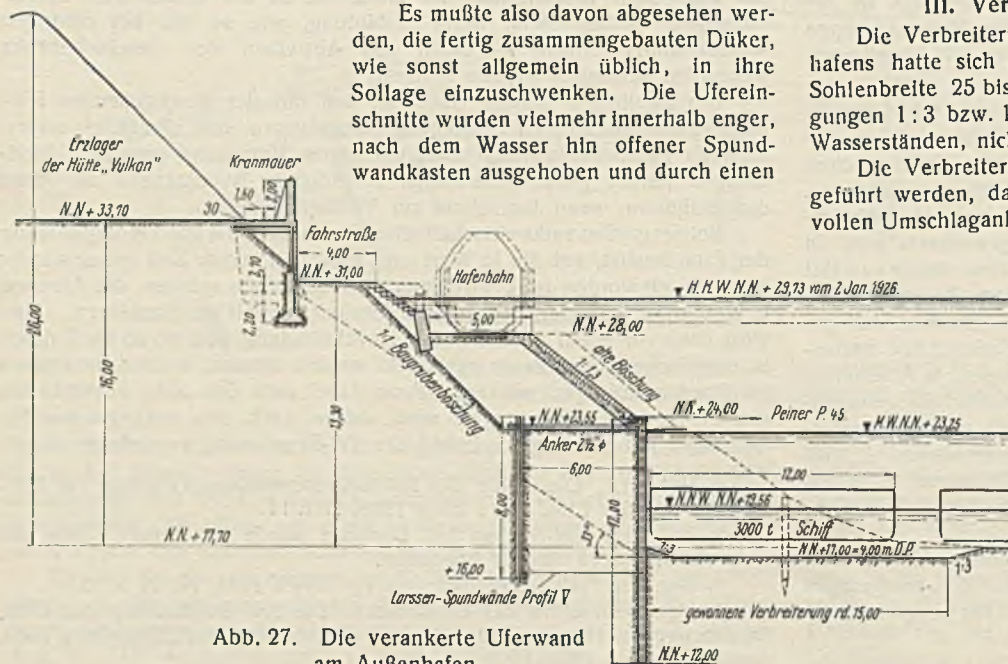 Es mußte also davon abgesehen wer-
den, die fertig zusammengebauten Düker,
wie sonst allgemein üblich, in ihre
Sollage einzuschwenken. Die Uferein-
schnitte wurden vielmehr innerhalb enger,
nach dem Wasser hin offener Spund-
wandkasten ausgehoben und durch einen
III. Ver
Die Verbreiter
hafens hatte sich
Sohlenbreite 25 bis
gungen 1:3 bzw.
Wasserständen, nic
Die Verbreiter
geführt werden, da
vollen Umschlaganl
Erzlager
der Hütte „Vulkan"
Kranmauer
1,60
2,00
N.N.+ 33,70
30
Fahrstraße
4,00
N.N.+ 31,00
2,10
2,20
Hafenbahn
5,00
H.H.W. N.N. + 29,73 vom 2 Jan. 1926.
N.N.+28,00
alte Böschung
1:1,5
1:1 Baugrubenböschung
26,00
16,00
13,30
N.N.+23,55
Anker 2½ ϕ
6,00
N.N.+24,00
Peiner P. 45
H.W.N.N.+ 23,25
12,00
N.N.W. N.N.+19,56
3000 t Schiff
N.N.+17,00=4,00 m D.P.
1:3
1:3
8,00
12,00
N.N.+ 17,70
+16,00
Larssen-Spundwände Profil V
gewonnene Verbreiterung rd. 15,00
N.N.+12,00
Abb. 27. Die verankerte Uferwand
am Außenhafen